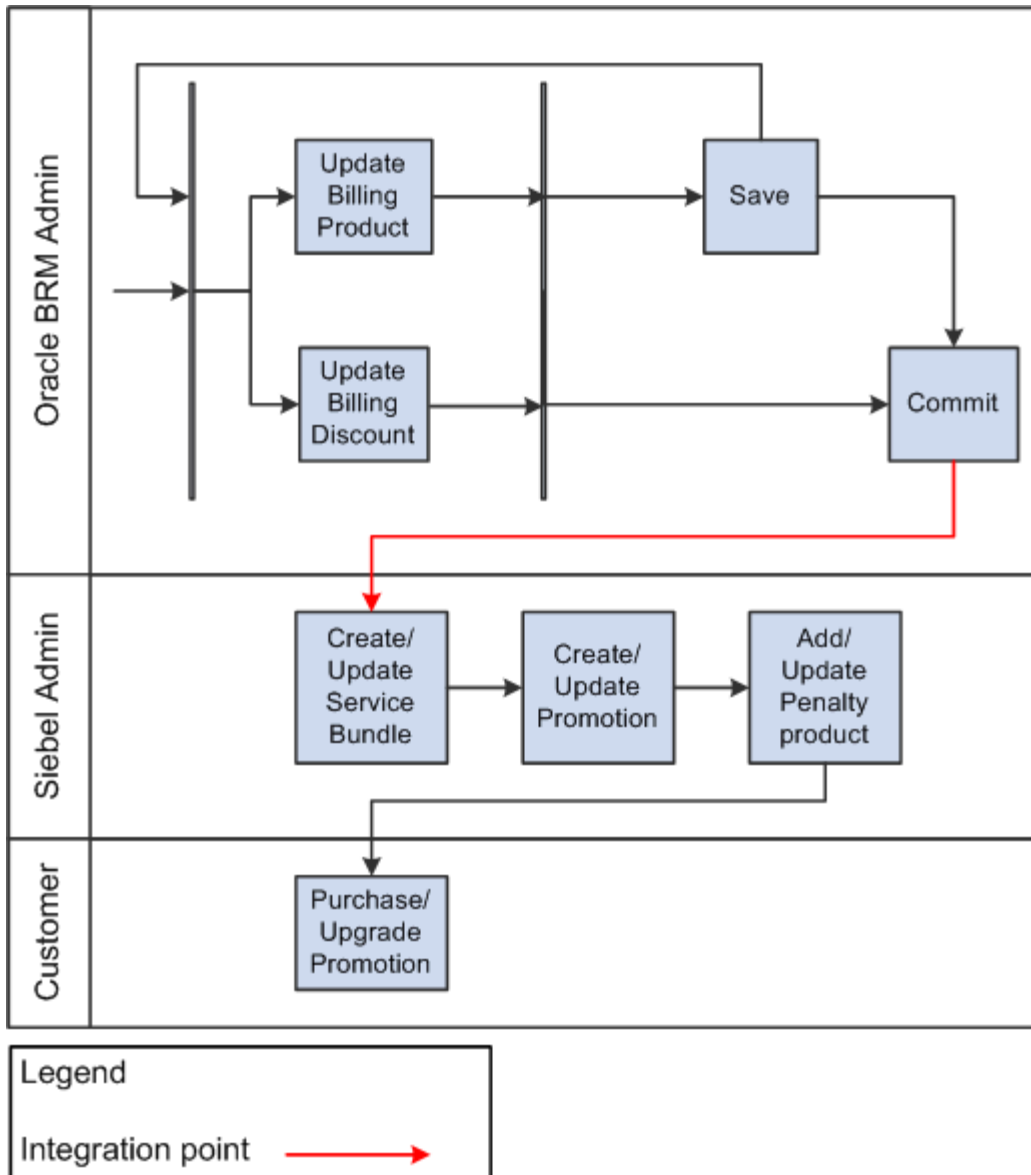 Oracle BRM Admin
Update
Billing
Product
Save
Update
Billing
Discount
Commit
Siebel Admin
Create/
Update
Service
Bundle
Create/
Update
Promotion
Add/
Update
Penalty
product
Customer
Purchase/
Upgrade
Promotion
Legend
Integration point